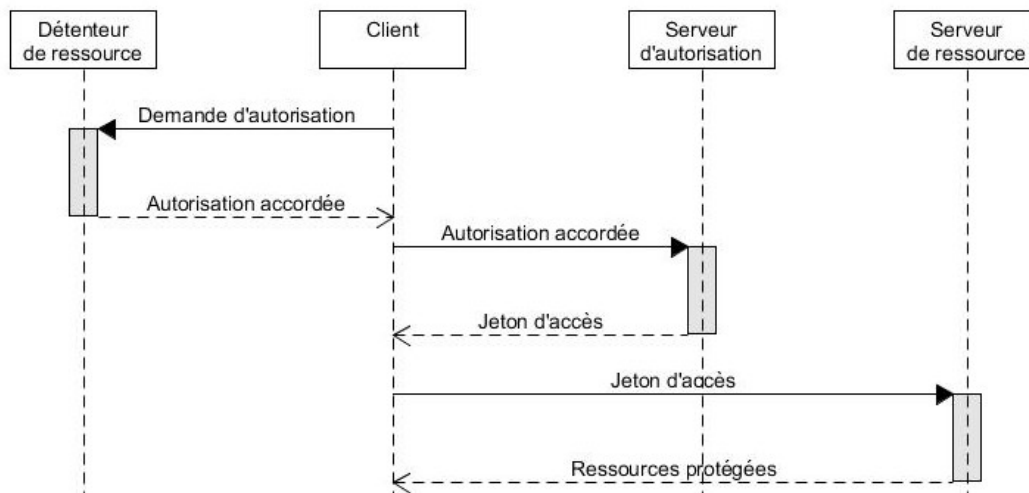 Détenteur
de ressource
Client
Serveur
d'autorisation
Serveur
de ressource
Demande d'autorisation
Autorisation accordée
Autorisation accordée
Jeton d'accès
Jeton d'accès
Ressources protégées